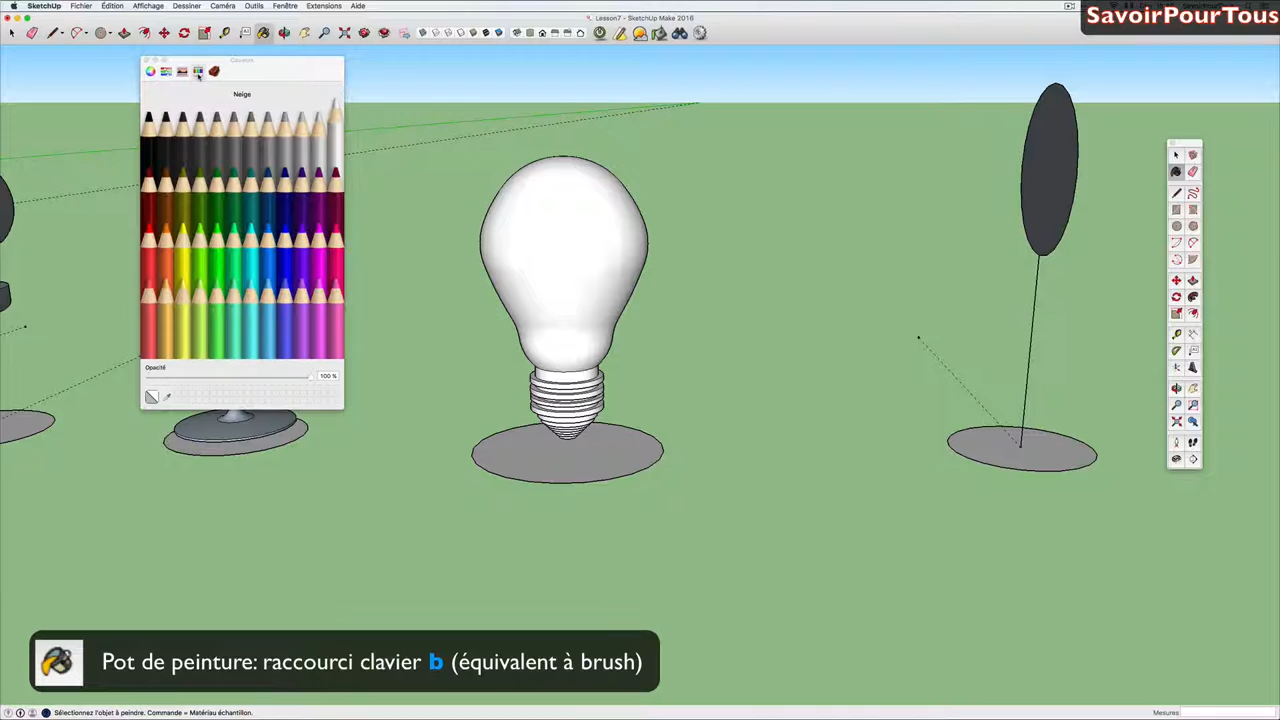 SketchUp Fichier Édition Affichage Dessiner Caméra Outils Fenêtre Extensions Aide
Lesson7 - SketchUp Make 2016
SavoirPourTous
Couleurs
Neige
Opacité
100 %
Pot de peinture: raccourci clavier b (équivalent à brush)
Sélectionnez l'objet à peindre. Commande = Matériau échantillon.
Mesures